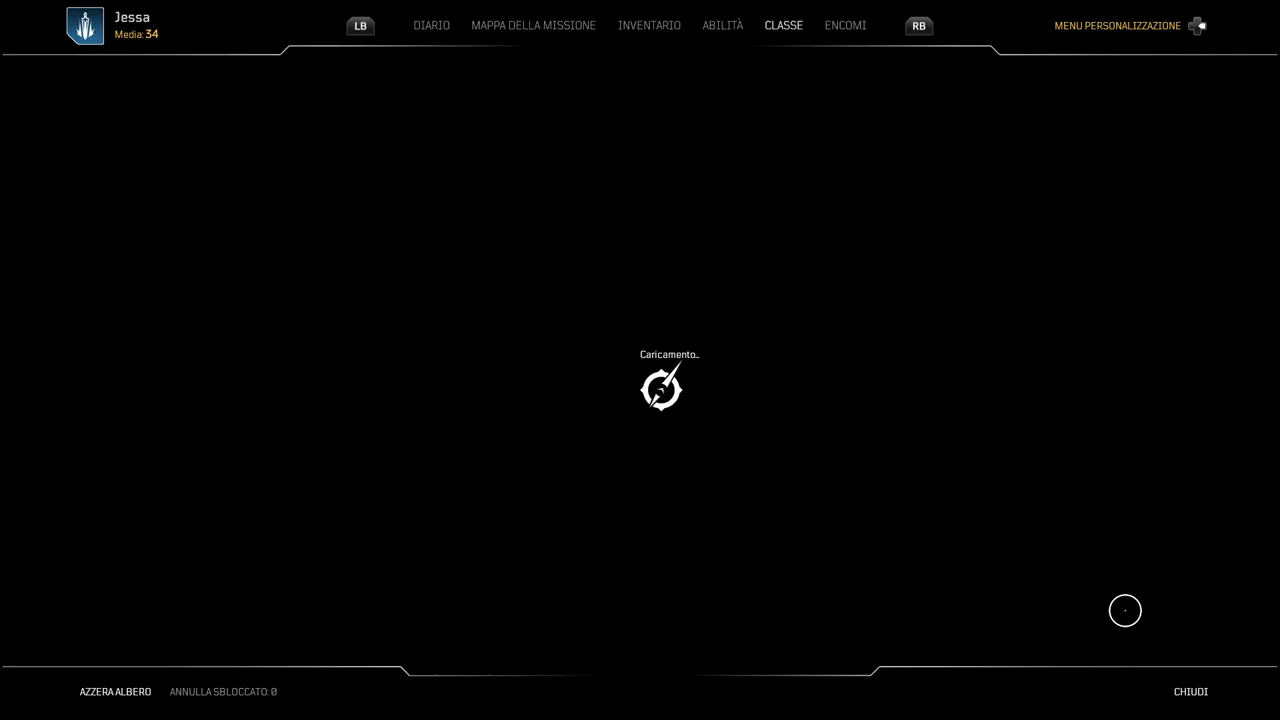 Jessa
Media: 34
LB
DIARIO
MAPPA DELLA MISSIONE
INVENTARIO
ABILITÀ
CLASSE
ENCOMI
RB
MENU PERSONALIZZAZIONE
Caricamento...
AZZERA ALBERO
ANNULLA SBLOCCATO: 0
CHIUDI